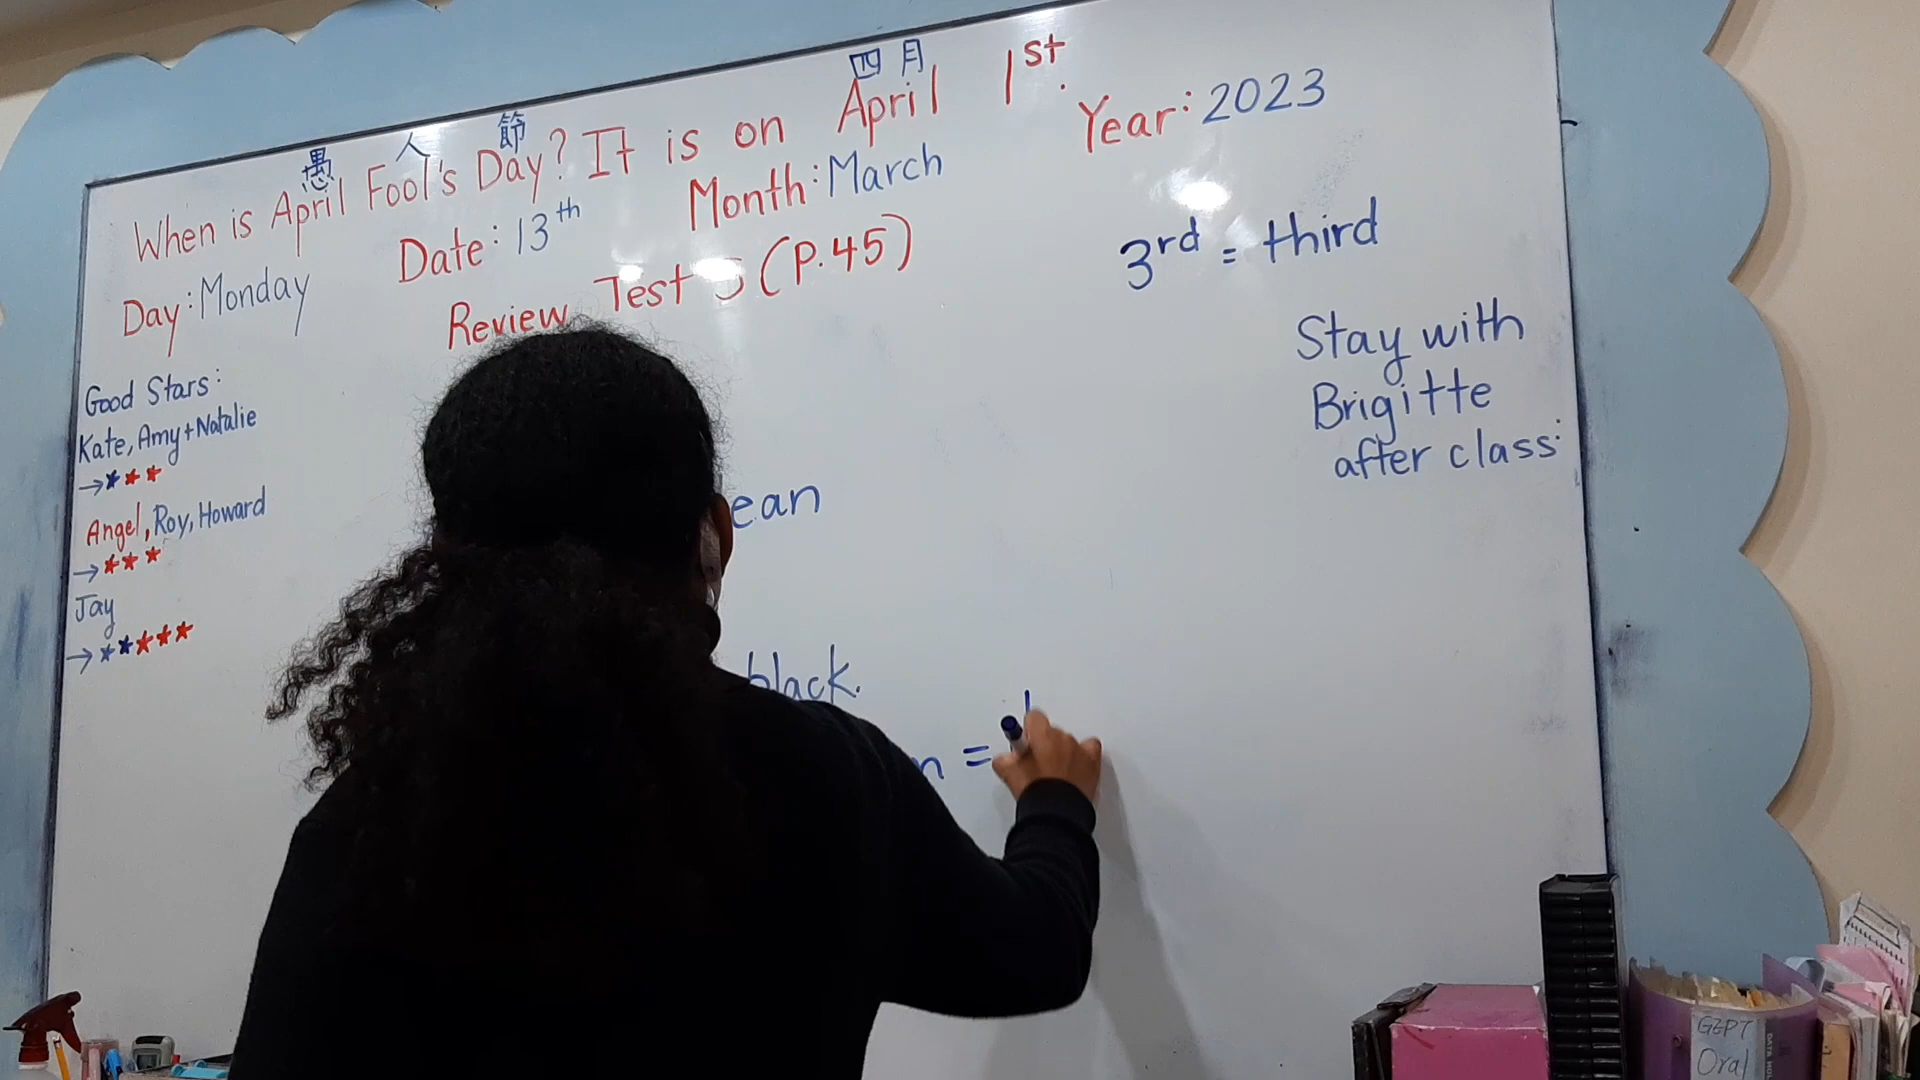 四月
愚人節
When is April Fool's Day? It is on April 1st.
Day: Monday Date: 13th Month: March Year: 2023
Review Test 5 (P.45)
3rd = third
Stay with
Brigitte
after class:
Good Stars:
Kate, Amy + Natalie
→ ★★★
Angel, Roy, Howard
→ ★★★
Jay
→ ★★★★★
ean
black.
n =
GEPT
Oral